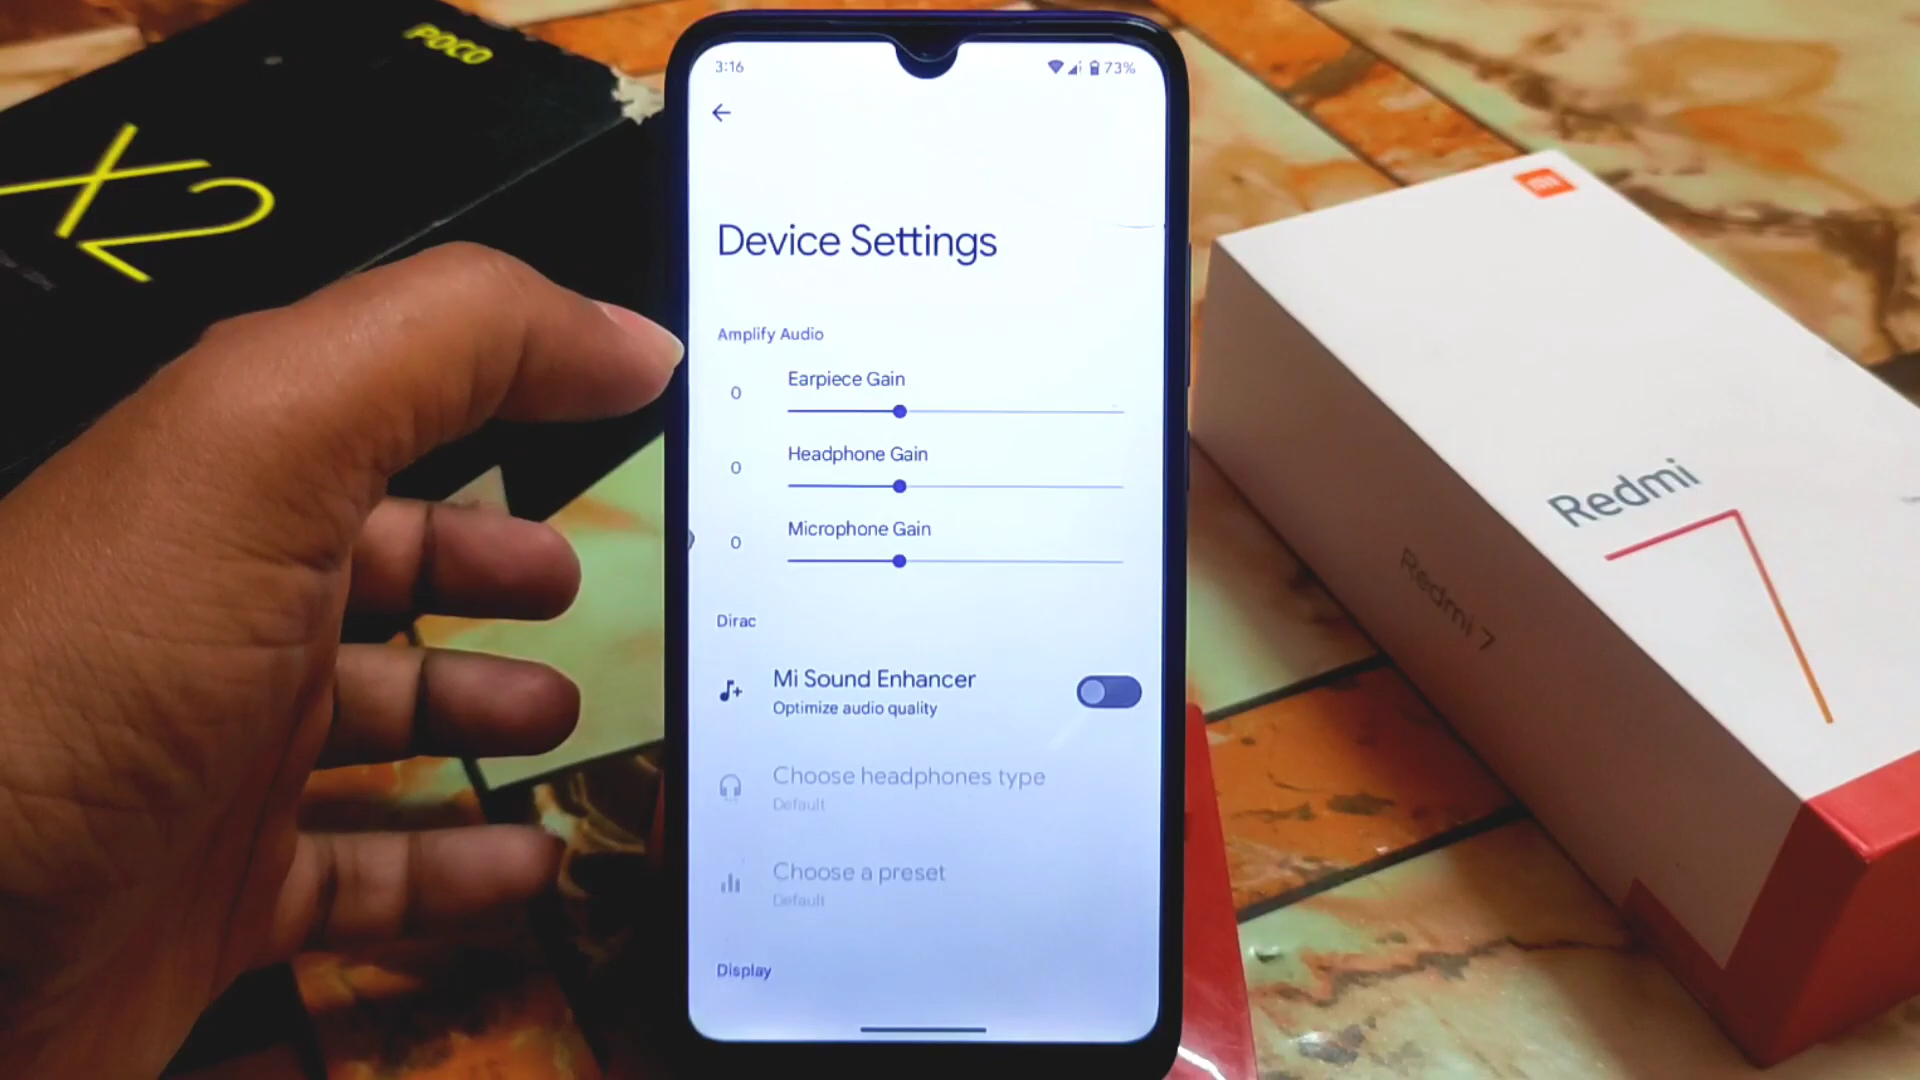 POCO
X2
3:16
73%
Device Settings
Amplify Audio
0
Earpiece Gain
0
Headphone Gain
0
Microphone Gain
Dirac
Mi Sound Enhancer
Optimize audio quality
Choose headphones type
Default
Choose a preset
Default
Display
Redmi
7
Redmi 7